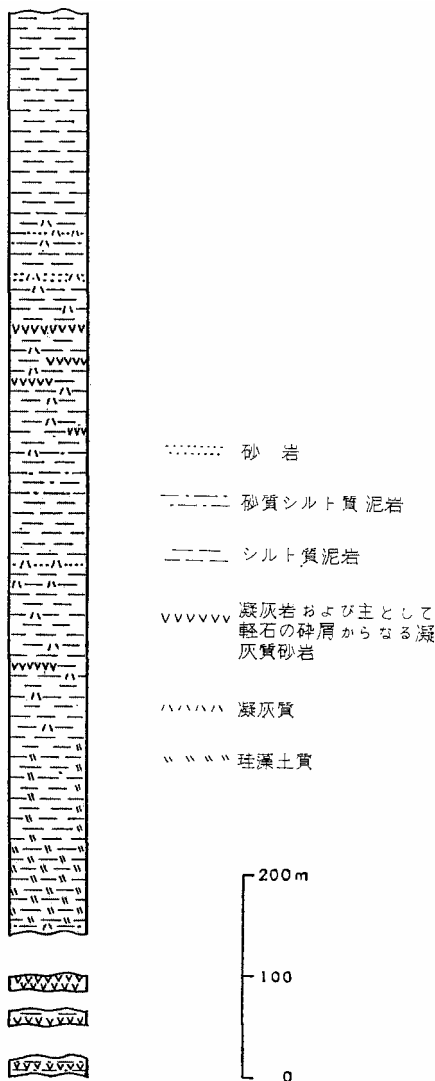 砂岩
砂質シルト質泥岩
シルト質泥岩
凝灰岩および主として
軽石の砕屑からなる凝
灰質砂岩
凝灰質
珪藻土質
200m
100
0